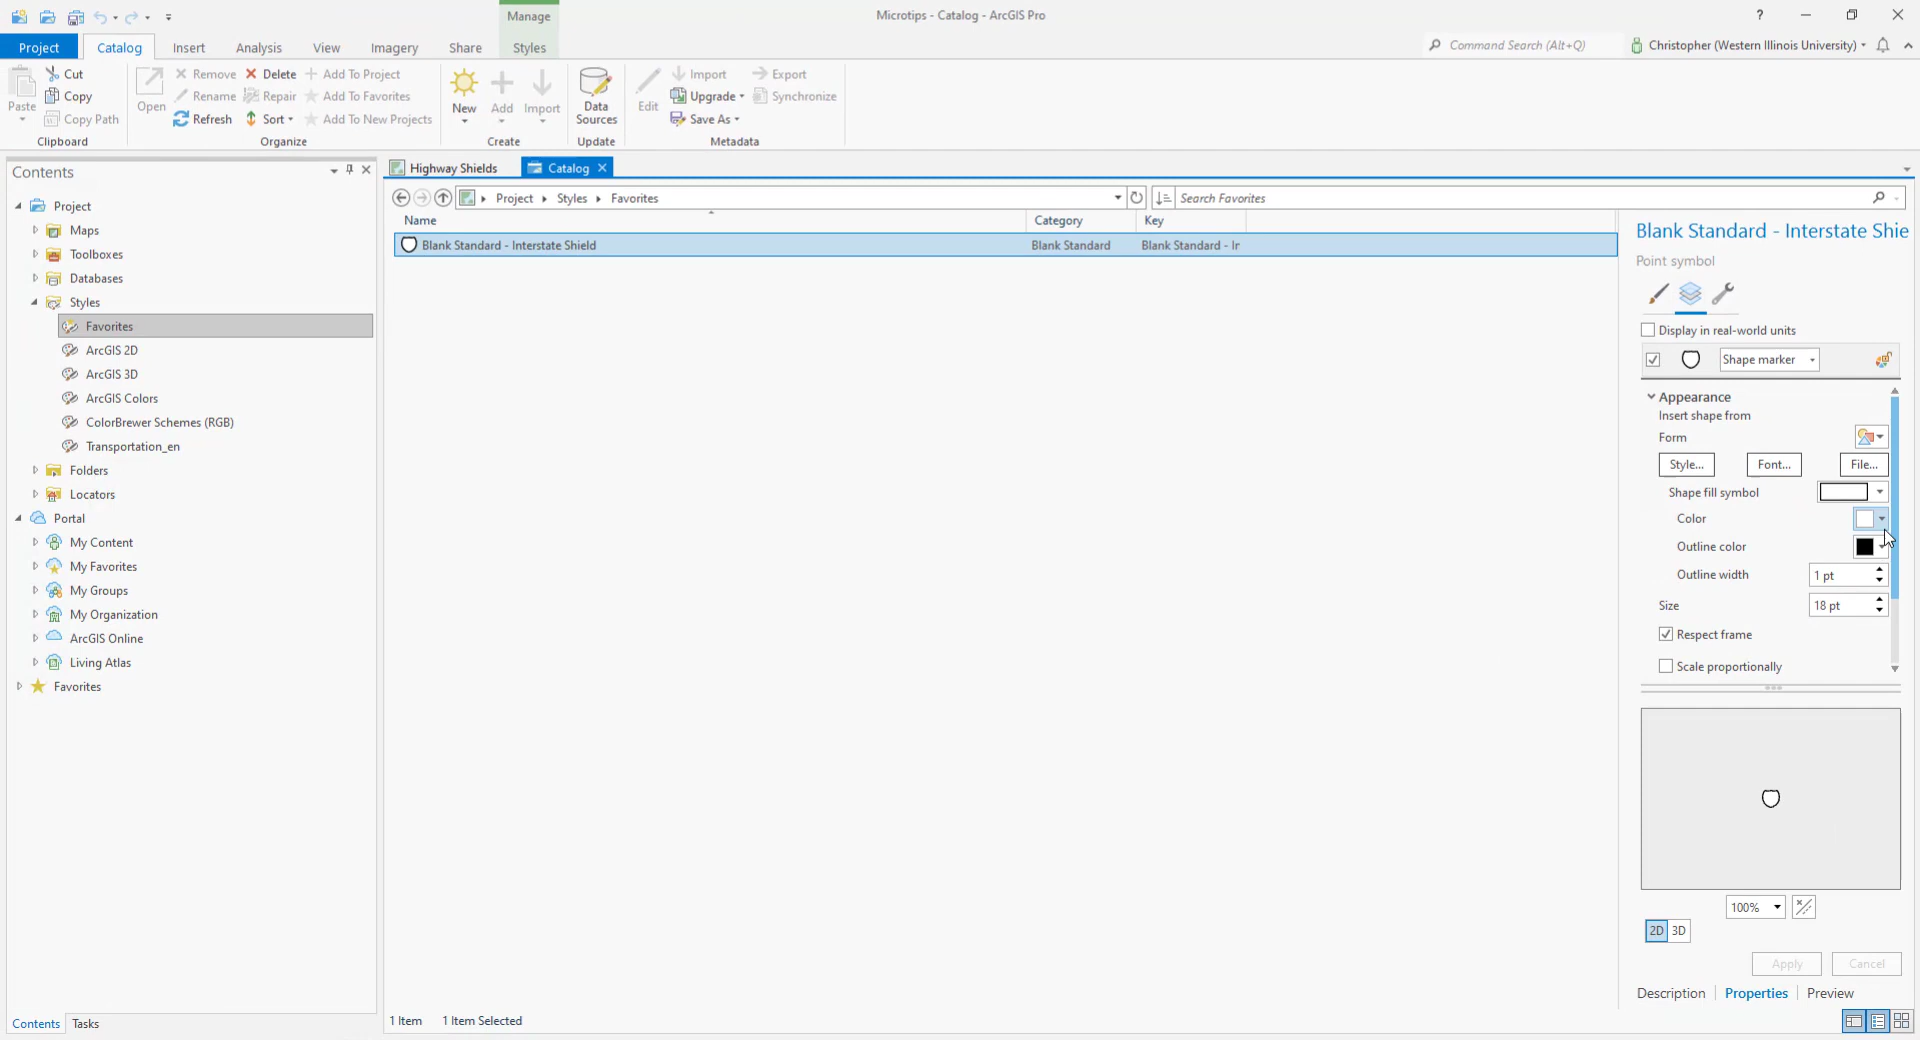 Manage
Microtips - Catalog - ArcGIS Pro
?
Project
Catalog
Insert
Analysis
View
Imagery
Share
Styles
Command Search (Alt+Q)
Christopher (Western Illinois University)
Paste
Cut
Copy
Copy Path
Clipboard
Open
Remove
Rename
Refresh
Delete
Repair
Sort
Add To Project
Add To Favorites
Add To New Projects
Organize
New
Add
Import
Create
Data
Sources
Update
Edit
Import
Upgrade
Save As
Export
Synchronize
Metadata
Contents
Project
Maps
Toolboxes
Databases
Styles
Favorites
ArcGIS 2D
ArcGIS 3D
ArcGIS Colors
ColorBrewer Schemes (RGB)
Transportation_en
Folders
Locators
Portal
My Content
My Favorites
My Groups
My Organization
ArcGIS Online
Living Atlas
Favorites
Contents
Tasks
Highway Shields
Catalog
Project
Styles
Favorites
Search Favorites
Name
Category
Key
Blank Standard - Interstate Shield
Blank Standard
Blank Standard - Ir
1 Item
1 Item Selected
Blank Standard - Interstate Shie
Point symbol
Display in real-world units
Shape marker
Appearance
Insert shape from
Form
Style...
Font...
File...
Shape fill symbol
Color
Outline color
Outline width
1 pt
Size
18 pt
Respect frame
Scale proportionally
100%
2D
3D
Apply
Cancel
Description
Properties
Preview